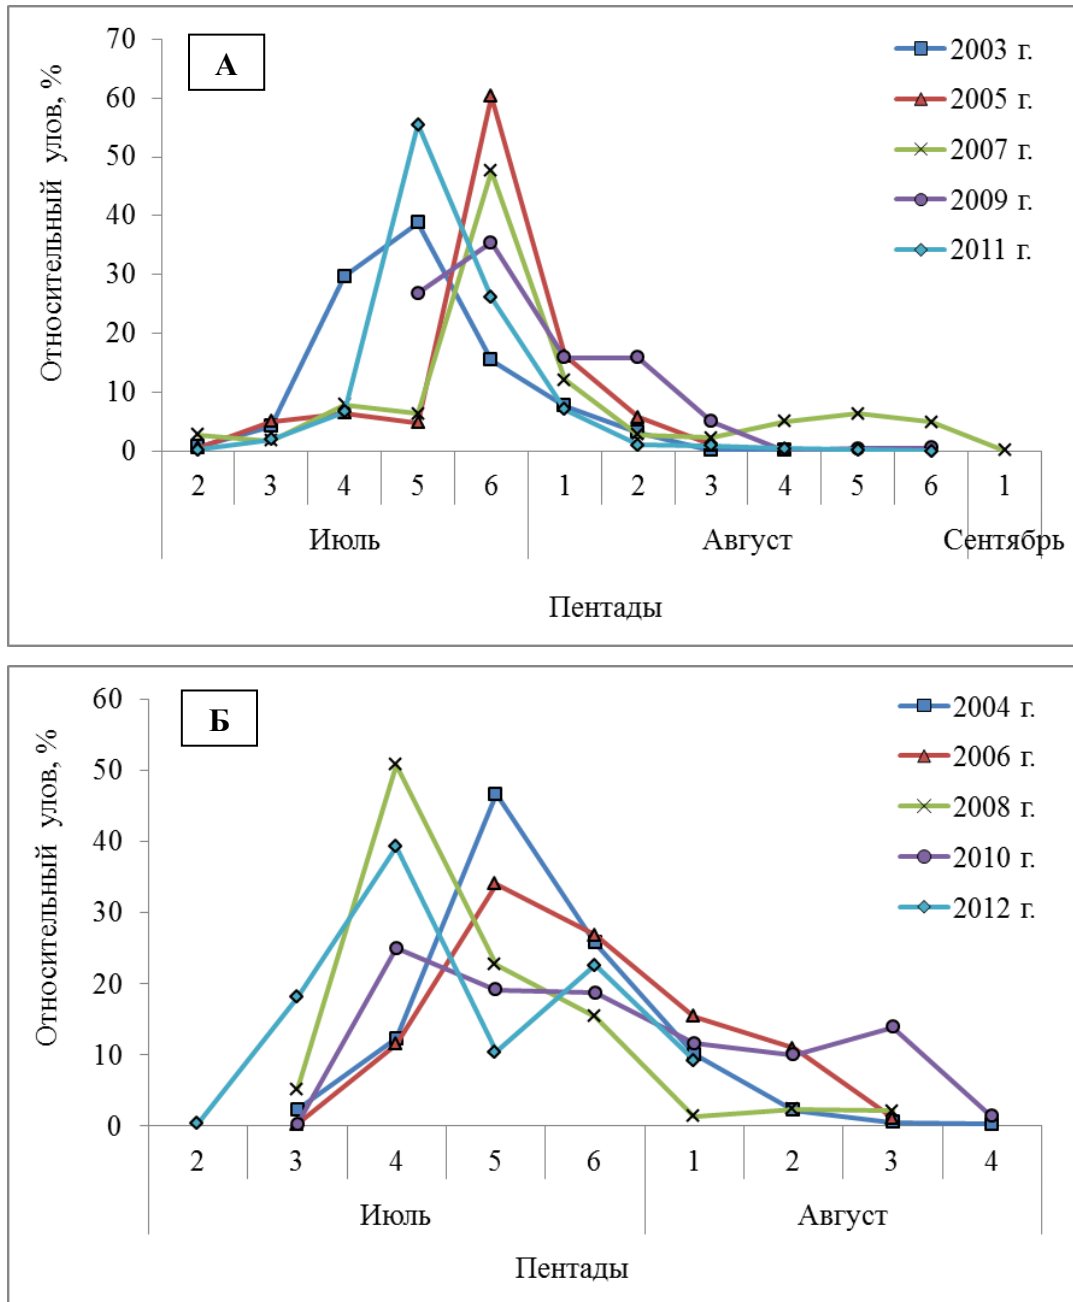 А
Относительный улов, %
70
60
50
40
30
20
10
0
2003 г.
2005 г.
2007 г.
2009 г.
2011 г.
2 3 4 5 6 1 2 3 4 5 6 1
Июль Август Сентябрь
Пентады
Б
Относительный улов, %
60
50
40
30
20
10
0
2004 г.
2006 г.
2008 г.
2010 г.
2012 г.
2 3 4 5 6 1 2 3 4
Июль Август
Пентады